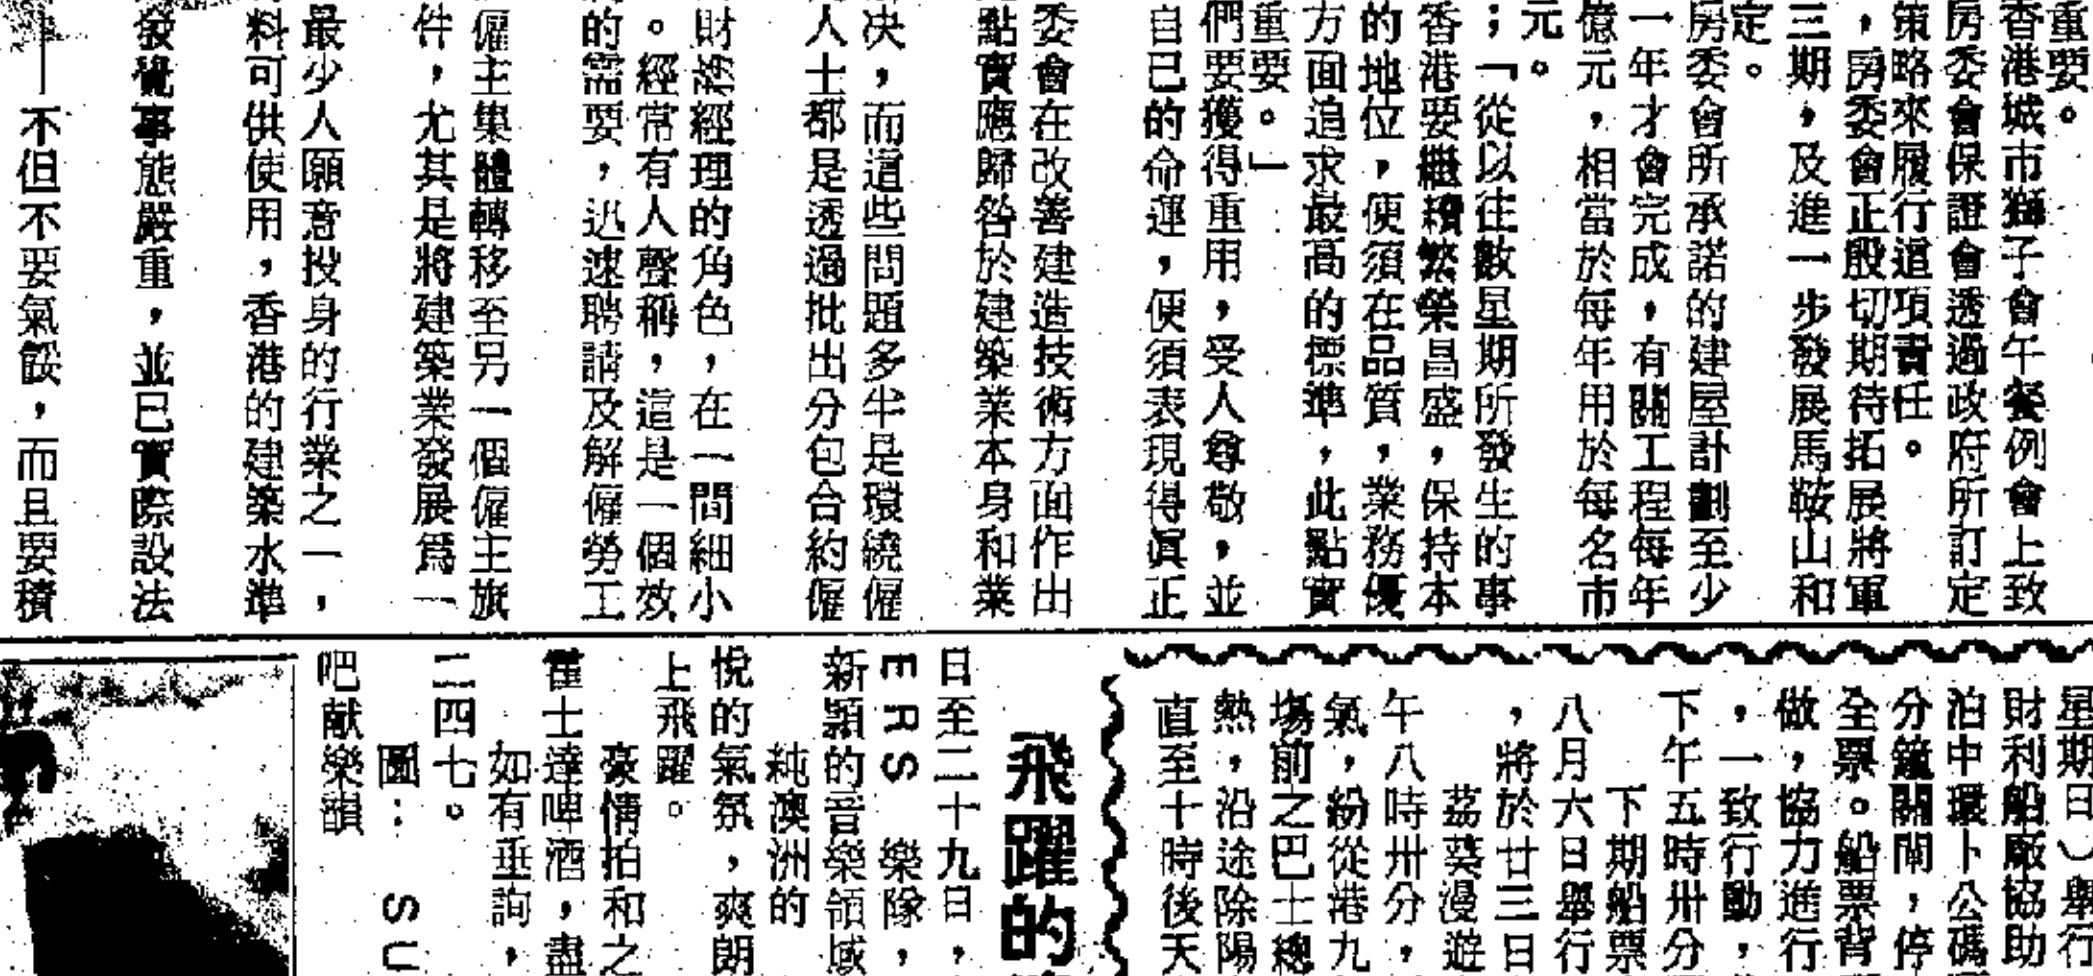 重要。
香港城市獅子會午餐例會上致
房委會保證會透過政府所訂定
策略來履行這項責任。
，房委會正殷切期待拓展將軍
三期，及進一步發展馬鞍山和
定。
房委會所承諾的建屋計劃至少
一年才會完成，有關工程每年
億元，相當於每年用於每名市
元。
；「從以往數星期所發生的事
香港要繼續繁榮昌盛，保持本
的地位，便須在品質，業務優
方面追求最高的標準，此點實
重要。」
們要獲得重用，受人尊敬，並
自己的命運，便須表現得眞正
委會在改善建造技術方面作出
點實應歸咎於建築業本身和業
決，而這些問題多半是環繞僱
人士都是透過批出分包合約僱
財務經理的角色，在一間細小
。經常有人聲稱，這是一個效
的需要，迅速聘請及解僱勞工
僱主集體轉移至另一個僱主旗
件，尤其是將建築業發展爲一
最少人願意投身的行業之一，
料可供使用，香港的建築水準
發覺事態嚴重，並已實際設法
——不但不要氣餒，而且要積
星期日）舉行
財利船廠協助
泊中環卜公碼
分鐘關閘，停
全票。船票背
做，協力進行
，一致行動，
下午五時卅分
下期船票
八月六日舉行
，將於廿三日
荔葵漫遊
午八時卅分，
氣，紛從港九
塲前之巴士總
熱，沿途除陽
直至十時後天
飛躍的
日至二十九日，
ERS 樂隊，
新穎的音樂領域
純澳洲的
悅的氣氛，爽朗
上飛躍。
豪情拍和之
霍士達啤酒，盡
如有垂詢，
二四七。
圖： SU
吧献樂韻